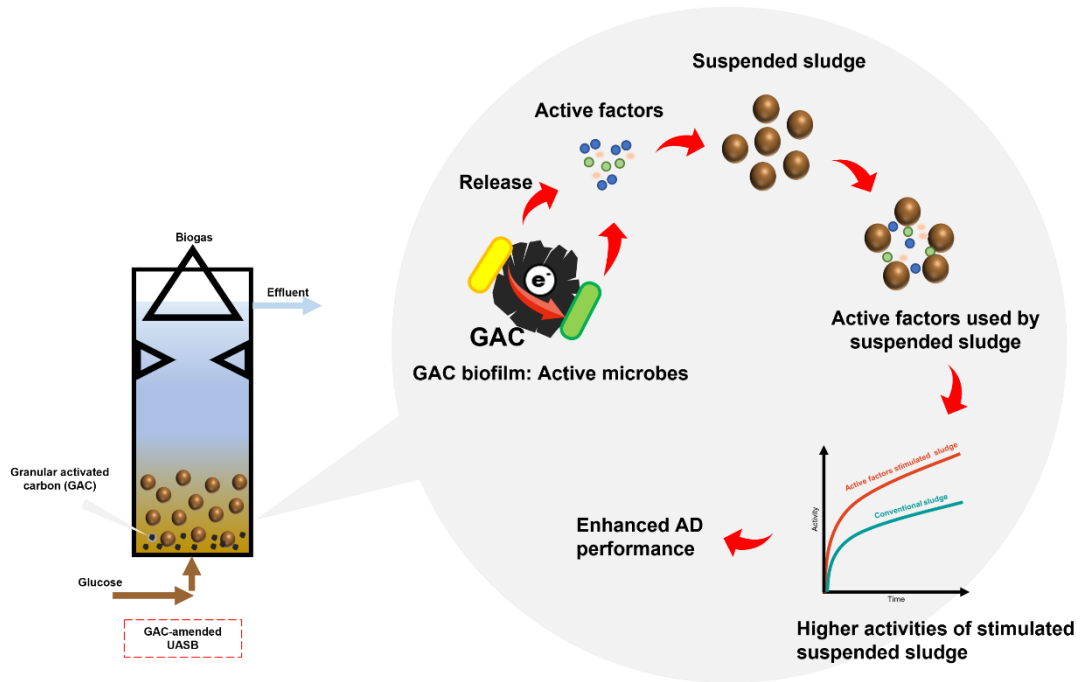 Biogas
Effluent
Granular activated
carbon (GAC)
Glucose
GAC-amended
UASB
Suspended sludge
Active factors
Release
e-
GAC
GAC biofilm: Active microbes
Active factors used by
suspended sludge
Active factors stimulated sludge
Conventional sludge
Activity
Time
Higher activities of stimulated
suspended sludge
Enhanced AD
performance